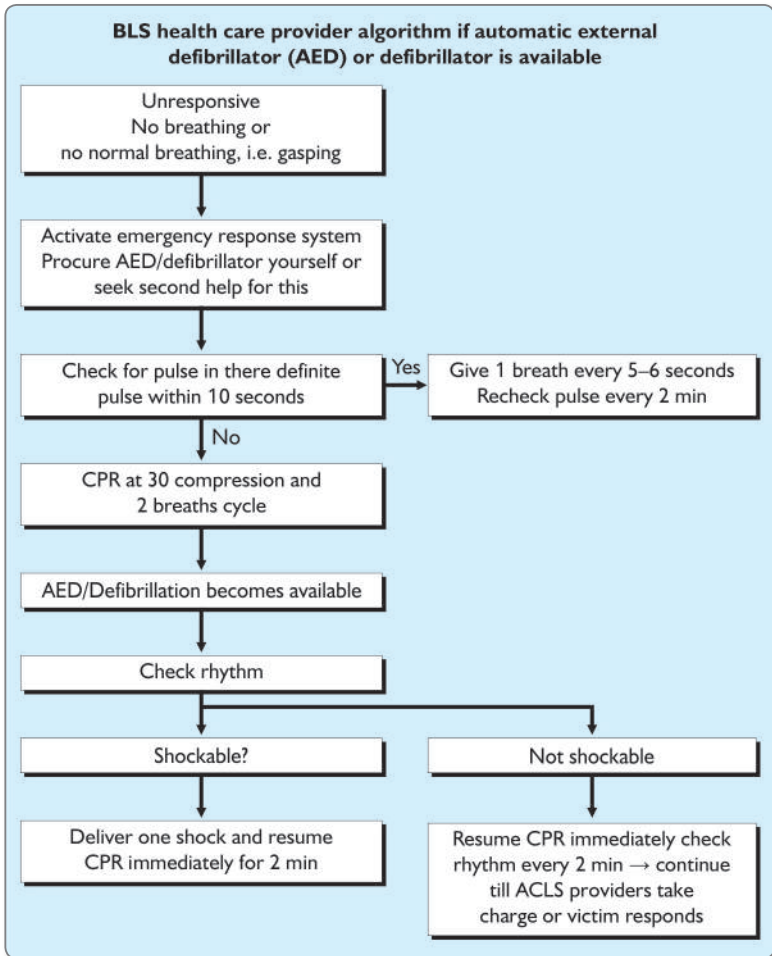 BLS health care provider algorithm if automatic external
defibrillator (AED) or defibrillator is available
Unresponsive
No breathing or
no normal breathing, i.e. gasping
Activate emergency response system
Procure AED/defibrillator yourself or
seek second help for this
Check for pulse in there definite
pulse within 10 seconds
Yes
Give 1 breath every 5–6 seconds
Recheck pulse every 2 min
No
CPR at 30 compression and
2 breaths cycle
AED/Defibrillation becomes available
Check rhythm
Shockable?
Not shockable
Deliver one shock and resume
CPR immediately for 2 min
Resume CPR immediately check
rhythm every 2 min → continue
till ACLS providers take
charge or victim responds